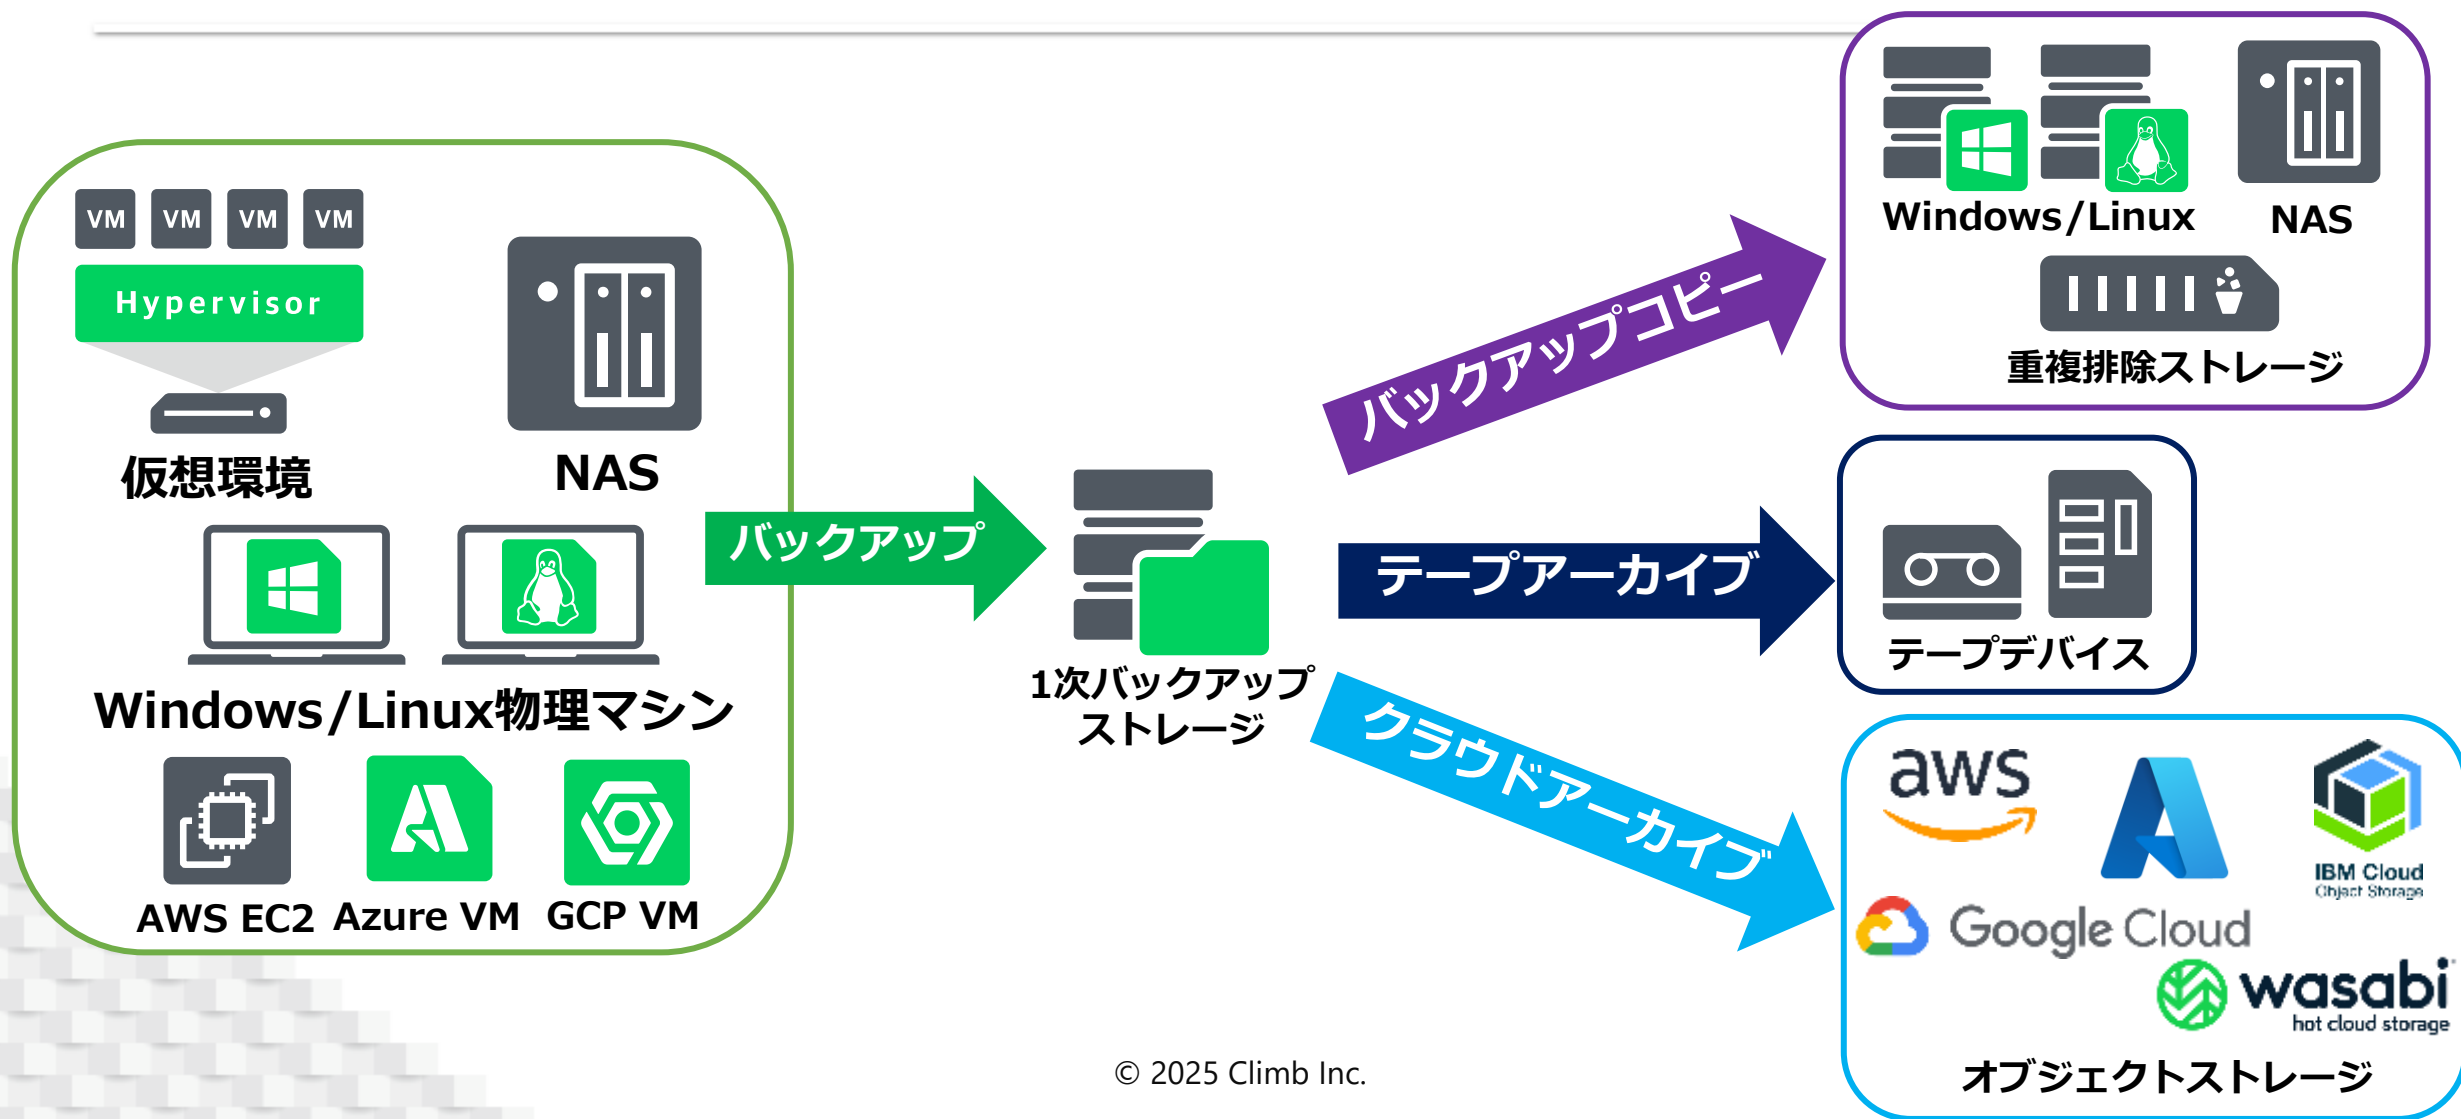 VM VM VM VM
Hypervisor
仮想環境
NAS
Windows/Linux物理マシン
AWS EC2
Azure VM
GCP VM
バックアップ
1次バックアップ
ストレージ
バックアップコピー
テープアーカイブ
クラウドアーカイブ
Windows/Linux
NAS
重複排除ストレージ
テープデバイス
aws
IBM Cloud
Object Storage
Google Cloud
wasabi
hot cloud storage
オブジェクトストレージ
© 2025 Climb Inc.